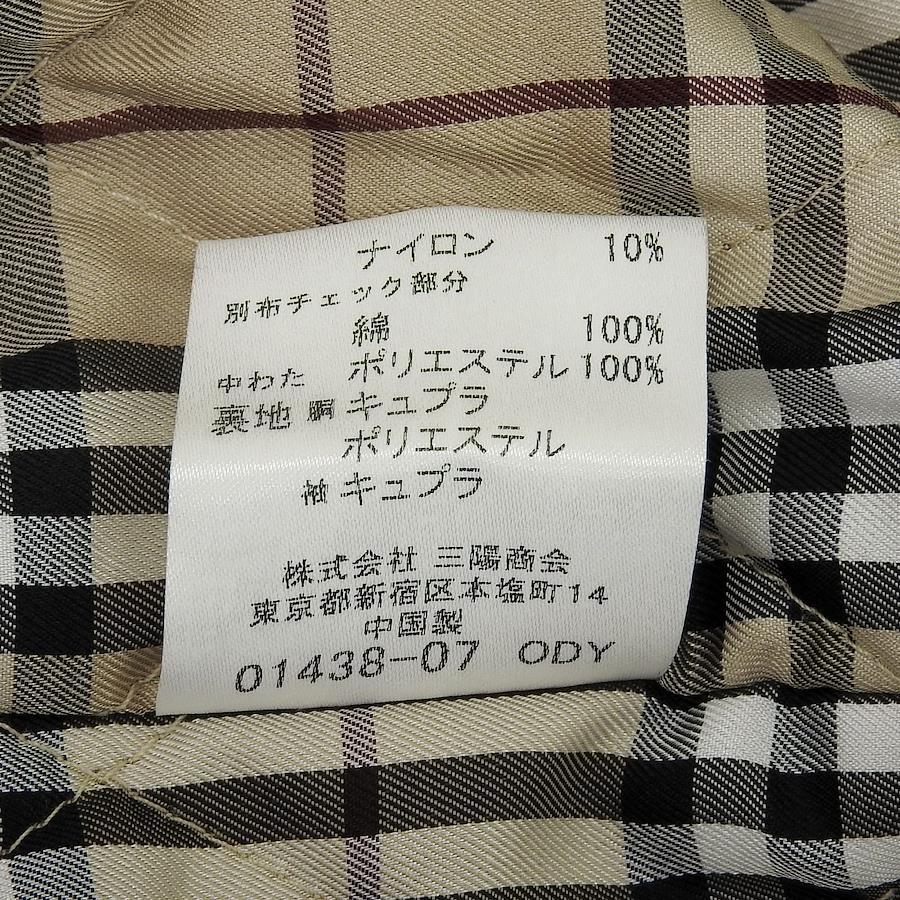 ナイロン 10%
別布チェック部分
綿 100%
中わた ポリエステル 100%
裏地 胴 キュプラ
ポリエステル
袖 キュプラ
株式会社 三陽商会
東京都新宿区本塩町14
中国製
01438-07 ODY